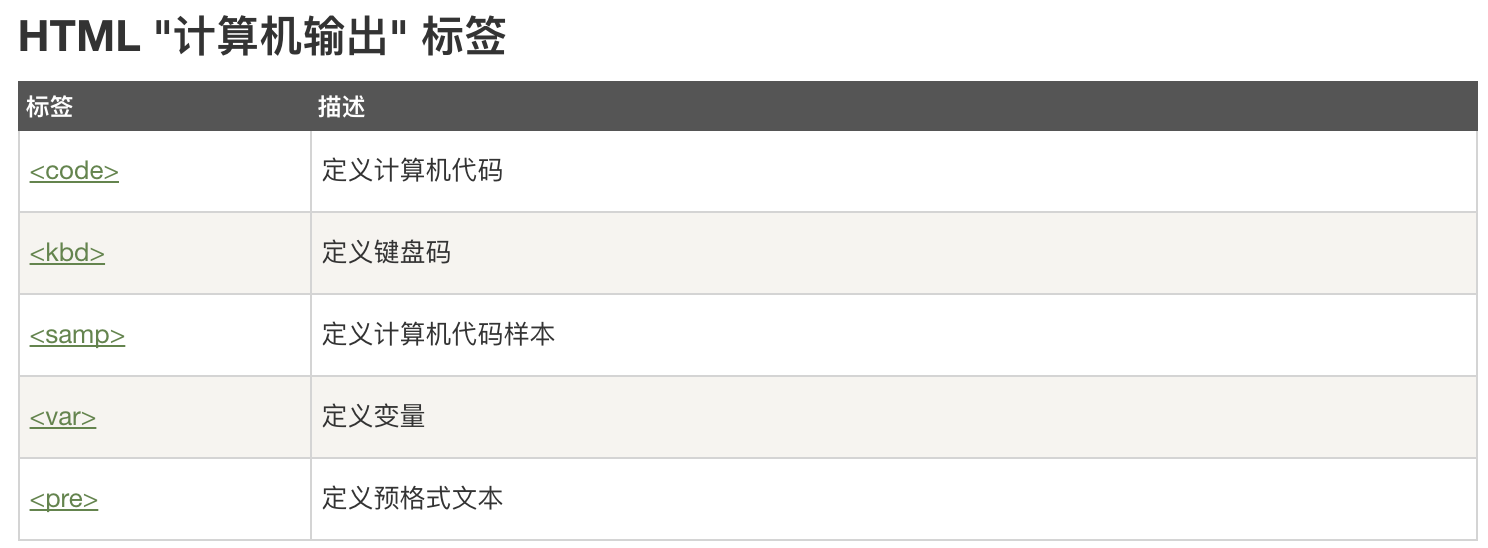 HTML "计算机输出" 标签
标签 描述
<code> 定义计算机代码
<kbd> 定义键盘码
<samp> 定义计算机代码样本
<var> 定义变量
<pre> 定义预格式文本